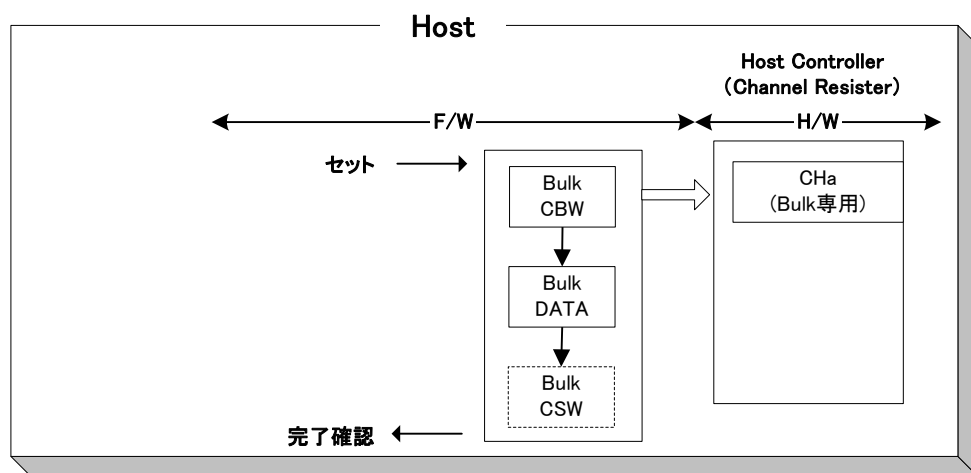 Host
Host Controller
(Channel Resister)
F/W
H/W
セット
Bulk
CBW
CHa
(Bulk専用)
Bulk
DATA
Bulk
CSW
完了確認